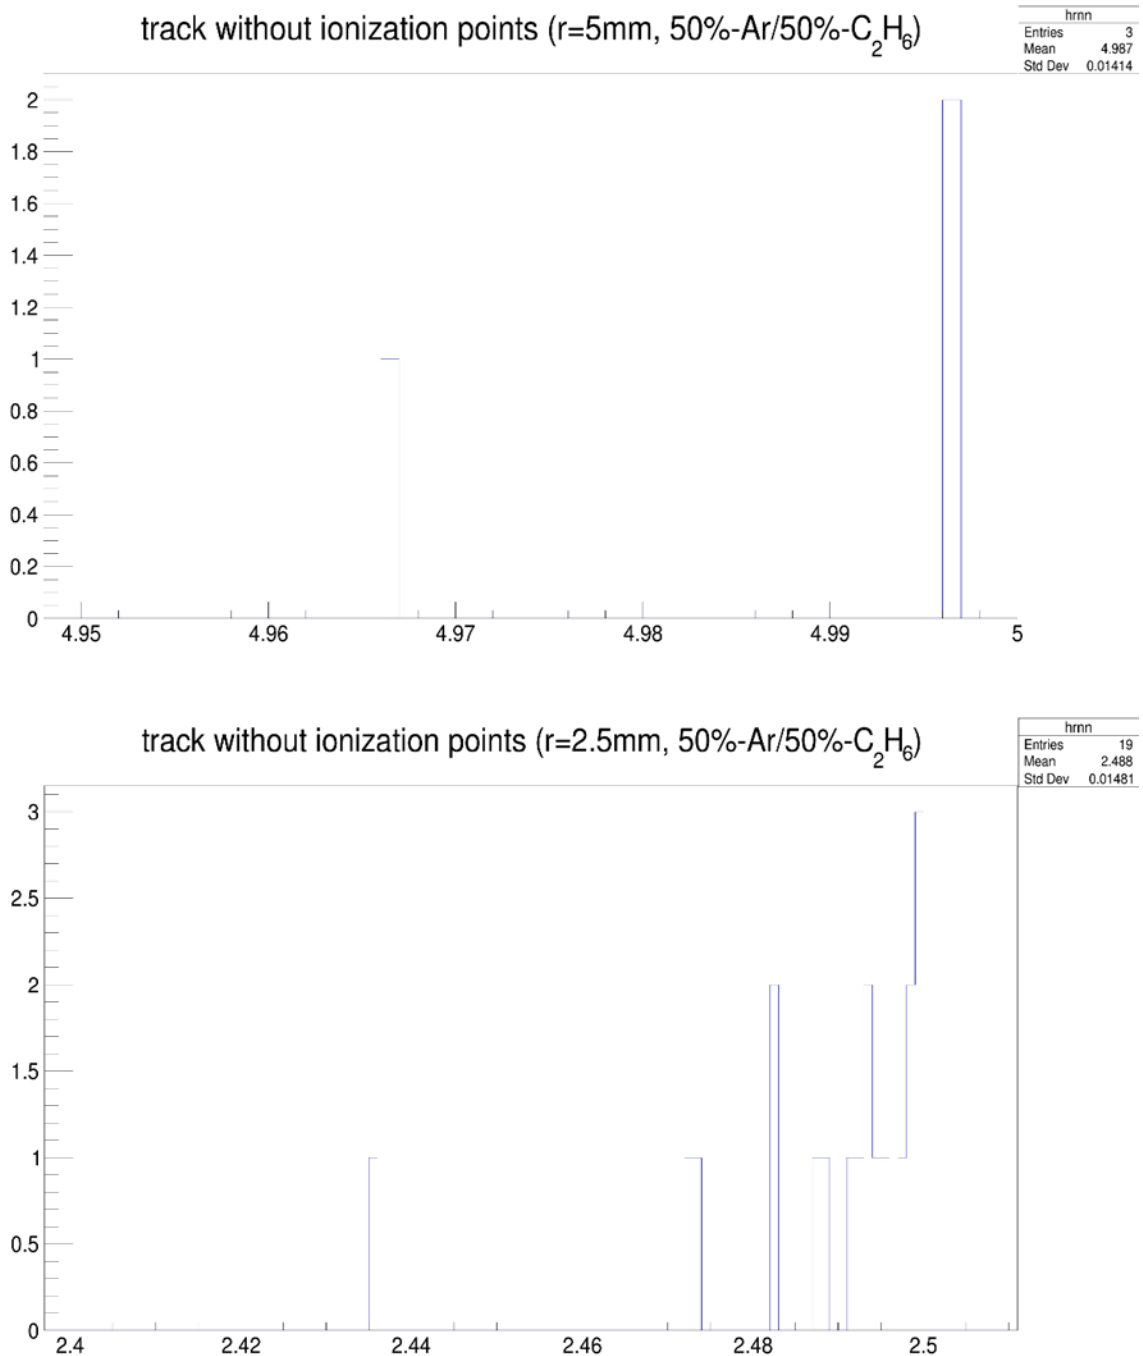 track without ionization points (r=5mm, 50%-Ar/50%-C₂H₆)
hrnn
Entries 3
Mean 4.987
Std Dev 0.01414
2
1.8
1.6
1.4
1.2
1
0.8
0.6
0.4
0.2
0
4.95 4.96 4.97 4.98 4.99 5
track without ionization points (r=2.5mm, 50%-Ar/50%-C₂H₆)
hrnn
Entries 19
Mean 2.488
Std Dev 0.01481
3
2.5
2
1.5
1
0.5
0
2.4 2.42 2.44 2.46 2.48 2.5